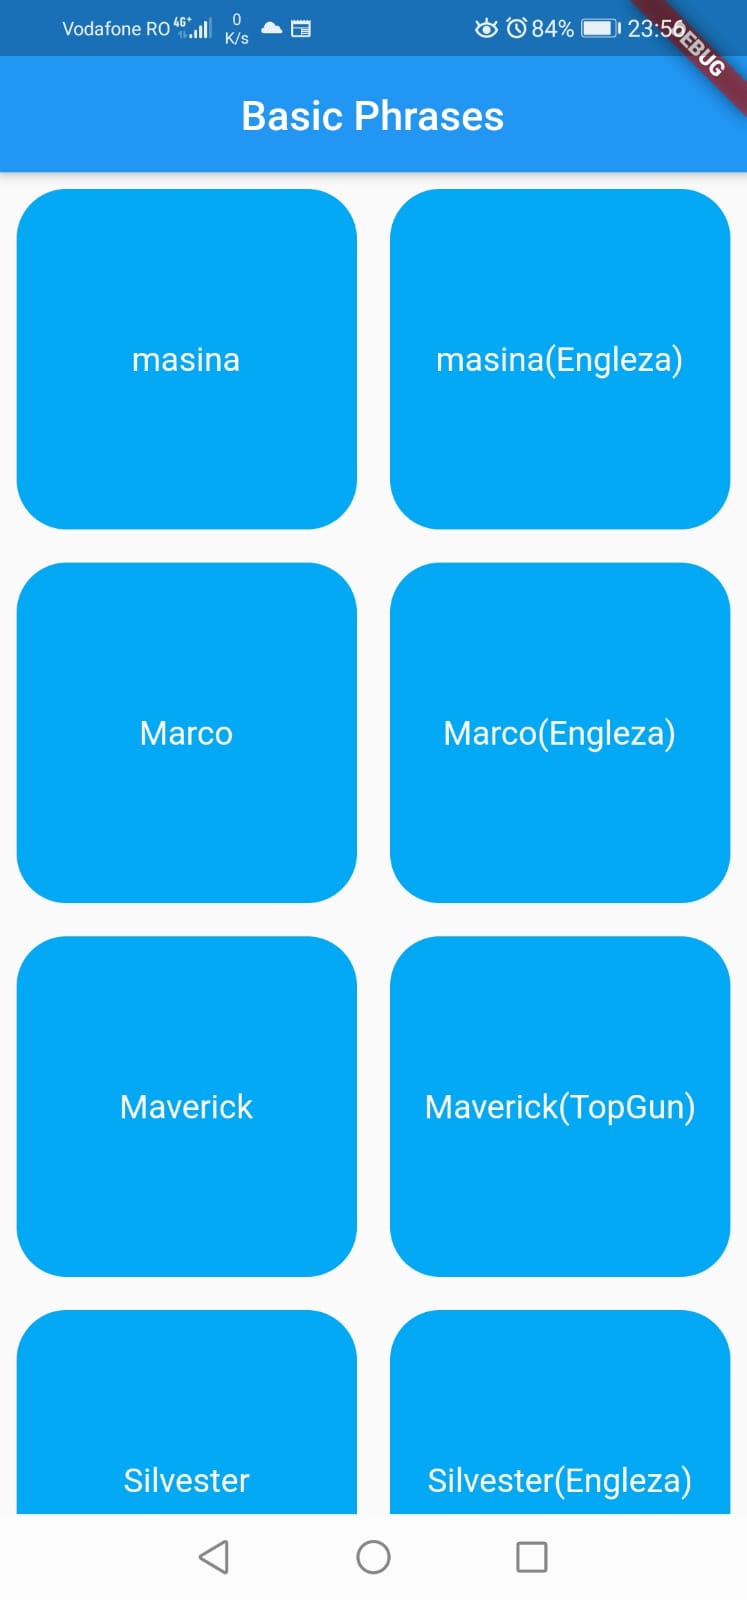 Vodafone RO 4G+ 0 K/s 84% 23:56
DEBUG
Basic Phrases
masina masina(Engleza)
Marco Marco(Engleza)
Maverick Maverick(TopGun)
Silvester Silvester(Engleza)